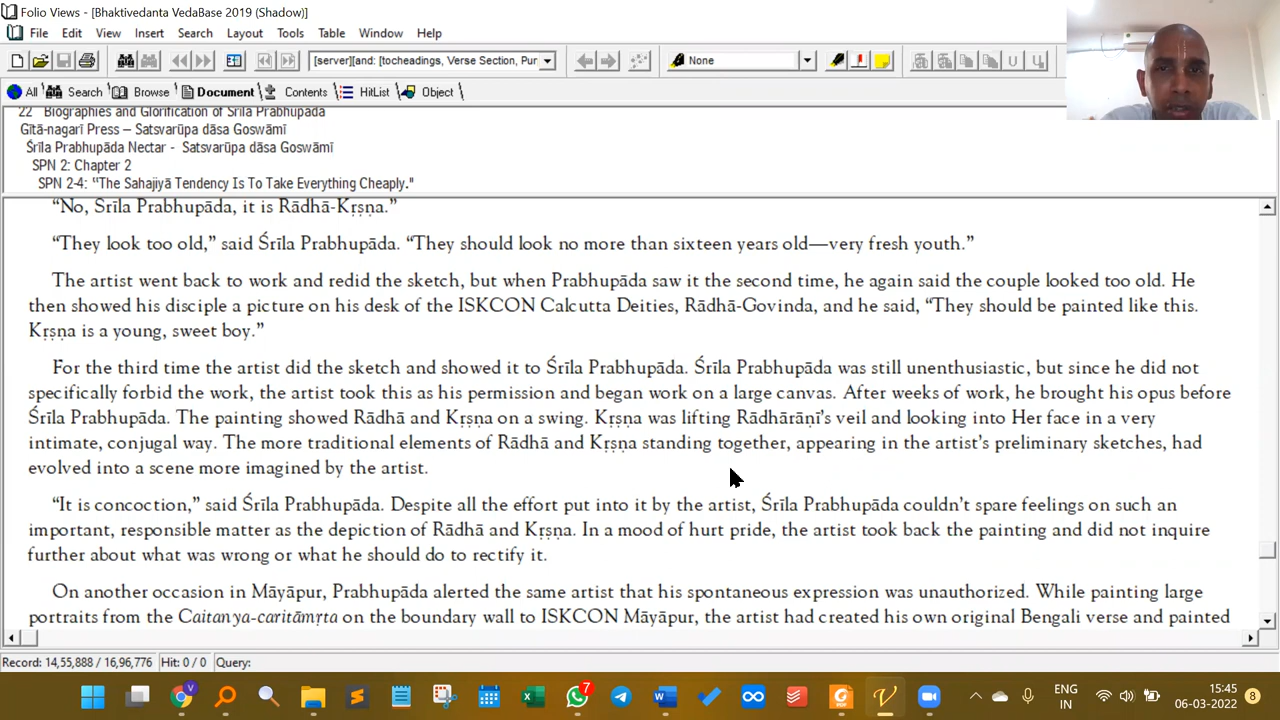 Folio Views - [Bhaktivedanta VedaBase 2019 (Shadow)]
File Edit View Insert Search Layout Tools Table Window Help
[server][and: [tocheadings, Verse Section, Pur
None
All Search Browse Document Contents HitList Object
22 Biographies and Glorification of Śrīla Prabhupāda
Gītā-nagarī Press – Satsvarūpa dāsa Goswāmī
Śrīla Prabhupāda Nectar - Satsvarūpa dāsa Goswāmī
SPN 2: Chapter 2
SPN 2-4: "The Sahajiyā Tendency Is To Take Everything Cheaply."
“No, Srīla Prabhupāda, it is Rādhā-Kṛṣṇa.”
“They look too old,” said Śrīla Prabhupāda. “They should look no more than sixteen years old—very fresh youth.”
The artist went back to work and redid the sketch, but when Prabhupāda saw it the second time, he again said the couple looked too old. He
then showed his disciple a picture on his desk of the ISKCON Calcutta Deities, Rādhā-Govinda, and he said, “They should be painted like this.
Kṛṣṇa is a young, sweet boy.”
For the third time the artist did the sketch and showed it to Śrīla Prabhupāda. Śrīla Prabhupāda was still unenthusiastic, but since he did not
specifically forbid the work, the artist took this as his permission and began work on a large canvas. After weeks of work, he brought his opus before
Śrīla Prabhupāda. The painting showed Rādhā and Kṛṣṇa on a swing. Kṛṣṇa was lifting Rādhārāṇī’s veil and looking into Her face in a very
intimate, conjugal way. The more traditional elements of Rādhā and Kṛṣṇa standing together, appearing in the artist’s preliminary sketches, had
evolved into a scene more imagined by the artist.
“It is concoction,” said Śrīla Prabhupāda. Despite all the effort put into it by the artist, Śrīla Prabhupāda couldn’t spare feelings on such an
important, responsible matter as the depiction of Rādhā and Kṛṣṇa. In a mood of hurt pride, the artist took back the painting and did not inquire
further about what was wrong or what he should do to rectify it.
On another occasion in Māyāpur, Prabhupāda alerted the same artist that his spontaneous expression was unauthorized. While painting large
portraits from the Caitanya-caritāmṛta on the boundary wall to ISKCON Māyāpur, the artist had created his own original Bengali verse and painted
Record: 14,55,888 / 16,96,776 Hit: 0 / 0 Query:
V 7 ENG 15:45
IN 06-03-2022 8